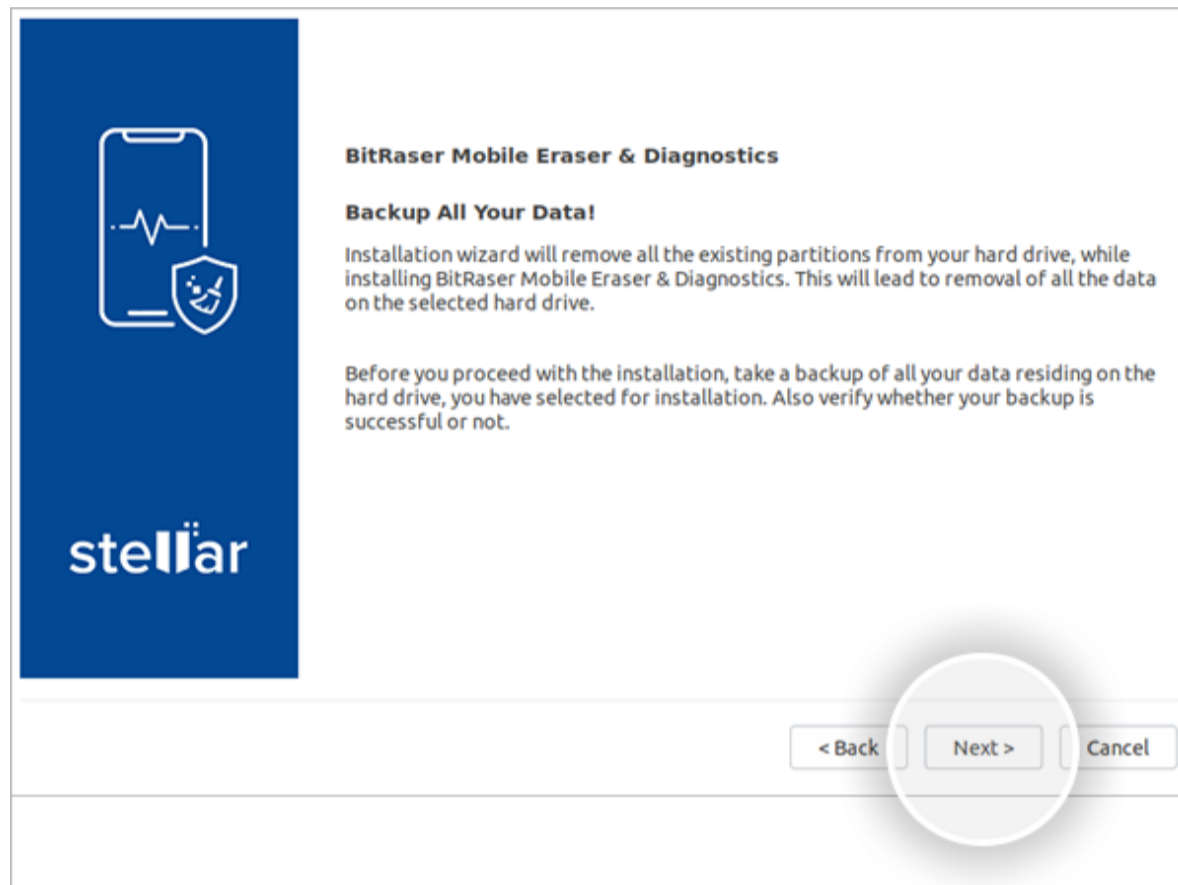 BitRaser Mobile Eraser & Diagnostics
Backup All Your Data!
Installation wizard will remove all the existing partitions from your hard drive, while
installing BitRaser Mobile Eraser & Diagnostics. This will lead to removal of all the data
on the selected hard drive.
Before you proceed with the installation, take a backup of all your data residing on the
hard drive, you have selected for installation. Also verify whether your backup is
successful or not.
stellar
< Back
Next >
Cancel